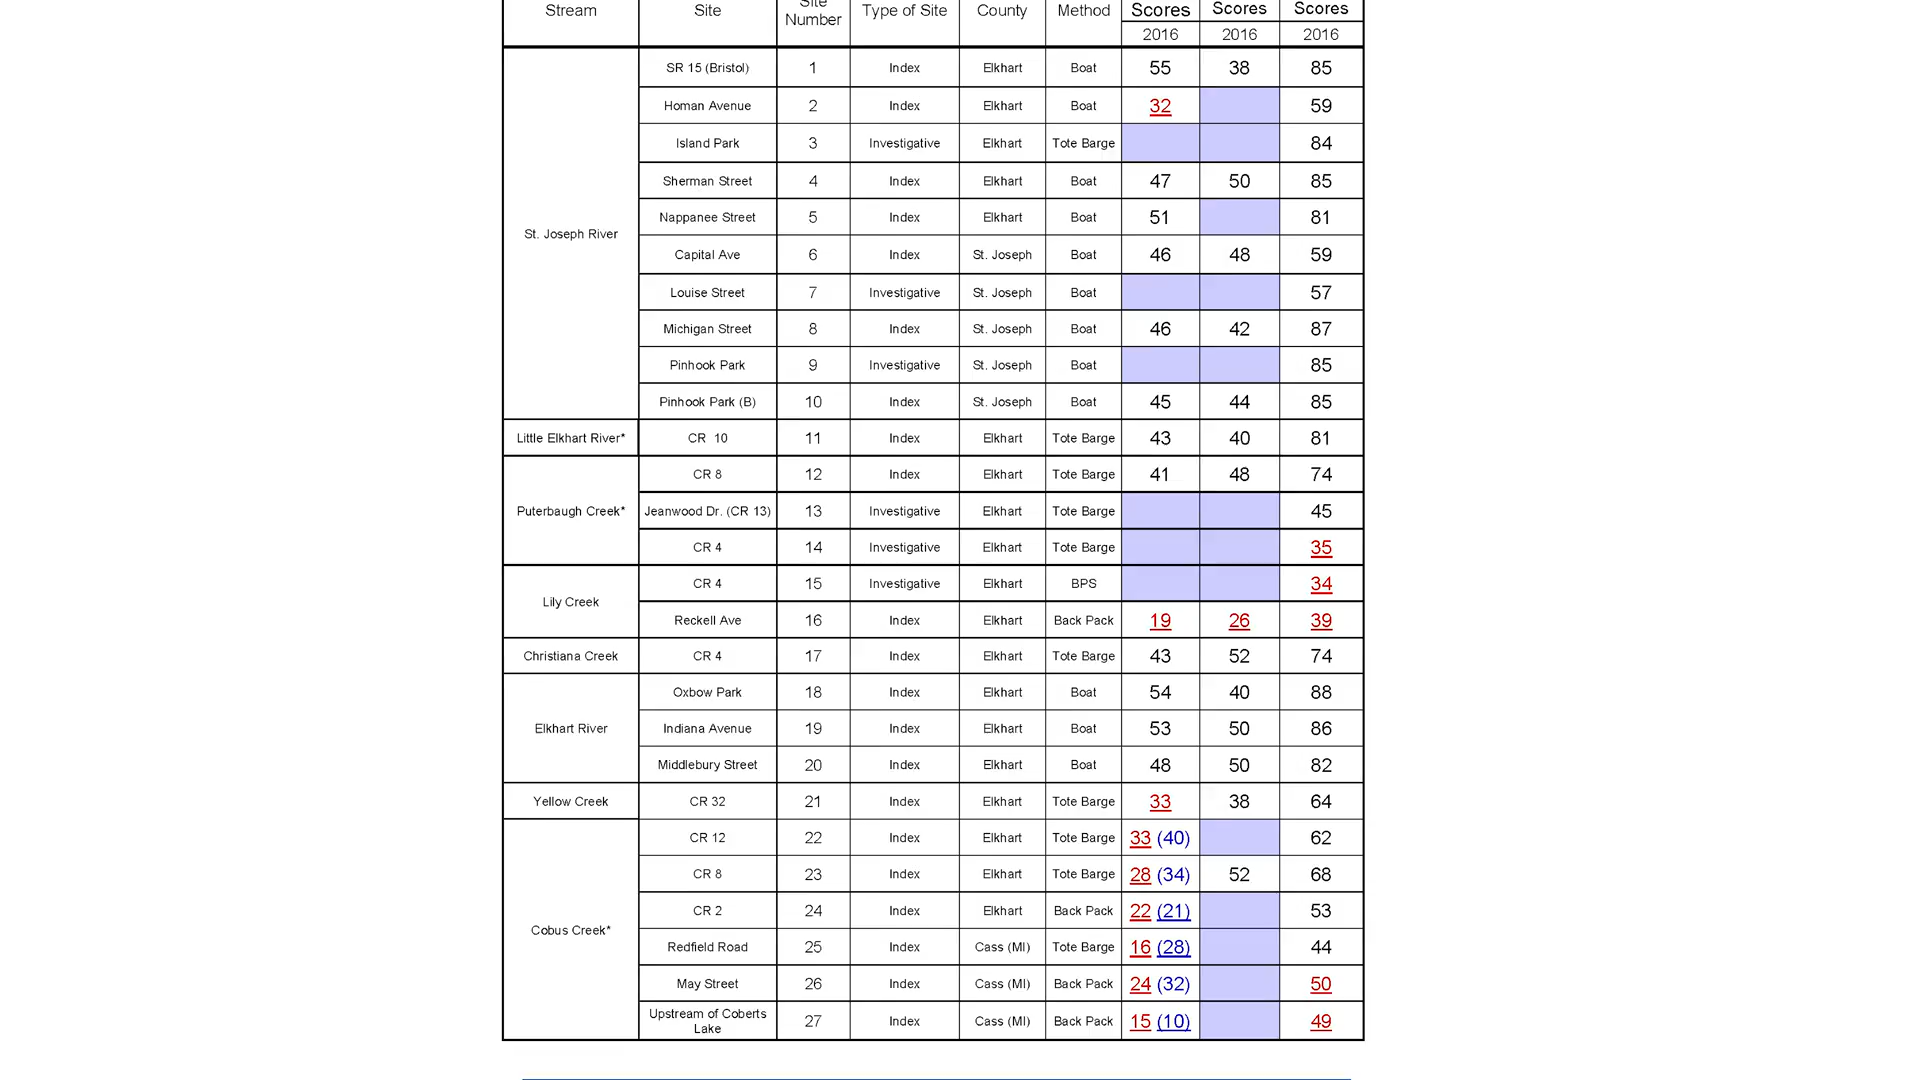 Stream Site Site Number Type of Site County Method Scores Scores Scores
2016 2016 2016
St. Joseph River
SR 15 (Bristol) 1 Index Elkhart Boat 55 38 85
Homan Avenue 2 Index Elkhart Boat 32 59
Island Park 3 Investigative Elkhart Tote Barge 84
Sherman Street 4 Index Elkhart Boat 47 50 85
Nappanee Street 5 Index Elkhart Boat 51 81
Capital Ave 6 Index St. Joseph Boat 46 48 59
Louise Street 7 Investigative St. Joseph Boat 57
Michigan Street 8 Index St. Joseph Boat 46 42 87
Pinhook Park 9 Investigative St. Joseph Boat 85
Pinhook Park (B) 10 Index St. Joseph Boat 45 44 85
Little Elkhart River* CR 10 11 Index Elkhart Tote Barge 43 40 81
Puterbaugh Creek*
CR 8 12 Index Elkhart Tote Barge 41 48 74
Jeanwood Dr. (CR 13) 13 Investigative Elkhart Tote Barge 45
CR 4 14 Investigative Elkhart Tote Barge 35
Lily Creek
CR 4 15 Investigative Elkhart BPS 34
Reckell Ave 16 Index Elkhart Back Pack 19 26 39
Christiana Creek CR 4 17 Index Elkhart Tote Barge 43 52 74
Elkhart River
Oxbow Park 18 Index Elkhart Boat 54 40 88
Indiana Avenue 19 Index Elkhart Boat 53 50 86
Middlebury Street 20 Index Elkhart Boat 48 50 82
Yellow Creek CR 32 21 Index Elkhart Tote Barge 33 38 64
Cobus Creek*
CR 12 22 Index Elkhart Tote Barge 33 (40) 62
CR 8 23 Index Elkhart Tote Barge 28 (34) 52 68
CR 2 24 Index Elkhart Back Pack 22 (21) 53
Redfield Road 25 Index Cass (MI) Tote Barge 16 (28) 44
May Street 26 Index Cass (MI) Back Pack 24 (32) 50
Upstream of Coberts Lake 27 Index Cass (MI) Back Pack 15 (10) 49